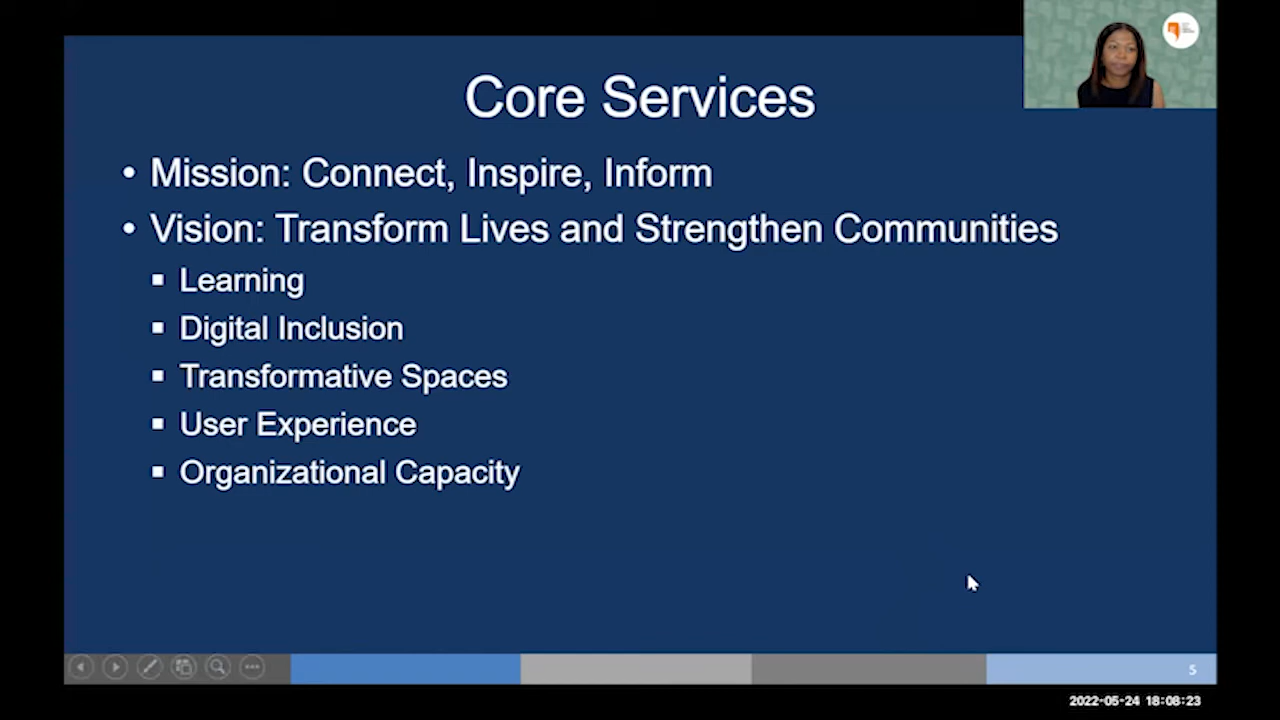 Core Services
• Mission: Connect, Inspire, Inform
• Vision: Transform Lives and Strengthen Communities
▪ Learning
▪ Digital Inclusion
▪ Transformative Spaces
▪ User Experience
▪ Organizational Capacity
5
2022-05-24 18:08:23